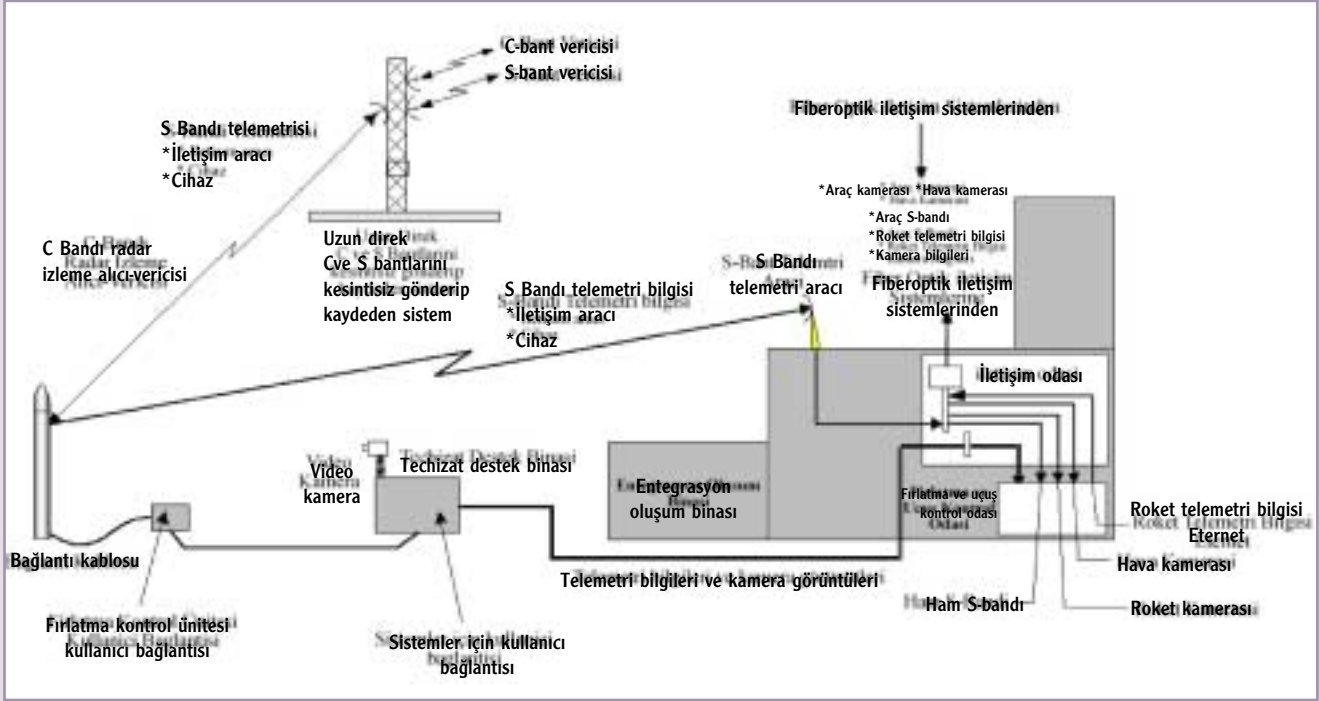 C-bant vericisi
S-bant vericisi
Fiberoptik iletişim sistemlerinden
S Bandı telemetrisi
*İletişim aracı
*Cihaz
*Araç kamerası *Hava kamerası
*Araç S-bandı
*Roket telemetri bilgisi
*Kamera bilgileri
C Bandı radar
izleme alıcı-vericisi
Uzun direk
Cve S bantlarını
kesintisiz gönderip
kaydeden sistem
S Bandı
telemetri aracı
Fiberoptik iletişim
sistemlerinden
S Bandı telemetri bilgisi
*İletişim aracı
*Cihaz
İletişim odası
Video
kamera
Techizat destek binası
Entegrasyon
oluşum binası
Fırlatma ve uçuş
kontrol odası
Roket telemetri bilgisi
Eternet
Bağlantı kablosu
Hava kamerası
Telemetri bilgileri ve kamera görüntüleri
Ham S-bandı
Roket kamerası
Fırlatma kontrol ünitesi
kullanıcı bağlantısı
Sistemler için kullanıcı
bağlantısı